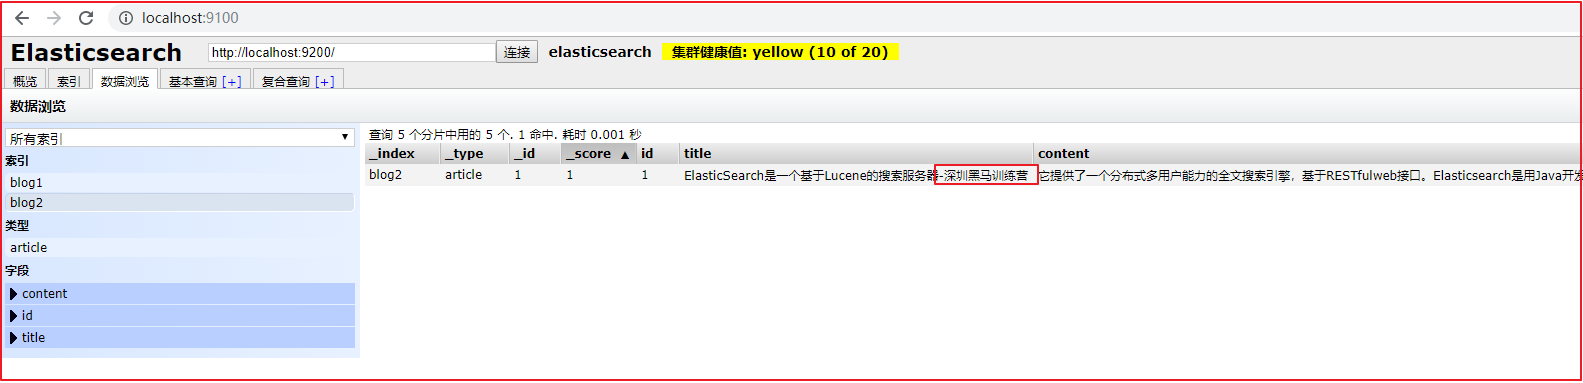 localhost:9100
Elasticsearch http://localhost:9200/ 连接 elasticsearch 集群健康值: yellow (10 of 20)
概览 索引 数据浏览 基本查询 [+] 复合查询 [+]
数据浏览
所有索引
索引
blog1
blog2
类型
article
字段
content
id
title
查询 5 个分片中用的 5 个. 1 命中. 耗时 0.001 秒
_index _type _id _score ▲ id title content
blog2 article 1 1 1 ElasticSearch是一个基于Lucene的搜索服务器-深圳黑马训练营 它提供了一个分布式多用户能力的全文搜索引擎，基于RESTfulweb接口。Elasticsearch是用Java开发